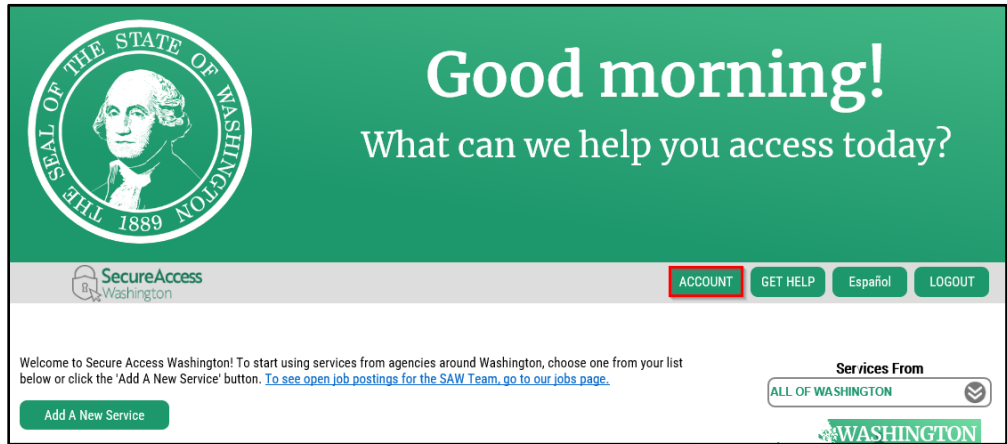 THE SEAL OF THE STATE OF WASHINGTON
1889
Good morning!
What can we help you access today?
SecureAccess
Washington
ACCOUNT
GET HELP
Español
LOGOUT
Welcome to Secure Access Washington! To start using services from agencies around Washington, choose one from your list
below or click the 'Add A New Service' button. To see open job postings for the SAW Team, go to our jobs page.
Add A New Service
Services From
ALL OF WASHINGTON
WASHINGTON